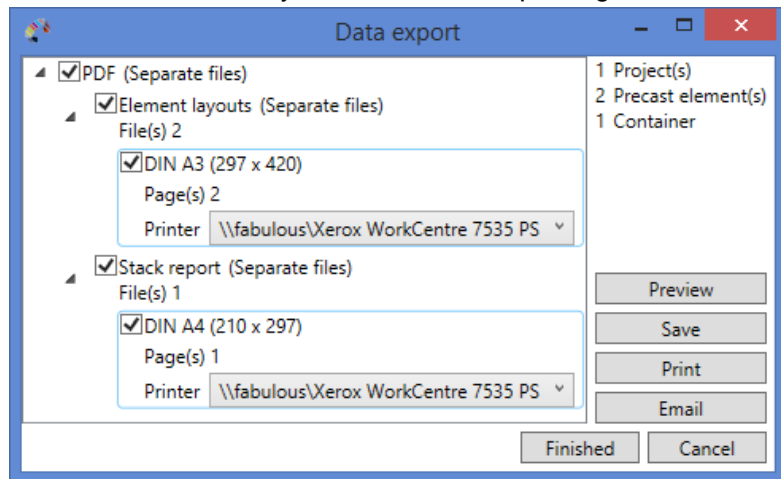 Data export
PDF (Separate files)
Element layouts (Separate files)
File(s) 2
DIN A3 (297 x 420)
Page(s) 2
Printer \\fabulous\Xerox WorkCentre 7535 PS
Stack report (Separate files)
File(s) 1
DIN A4 (210 x 297)
Page(s) 1
Printer \\fabulous\Xerox WorkCentre 7535 PS
1 Project(s)
2 Precast element(s)
1 Container
Preview
Save
Print
Email
Finished
Cancel